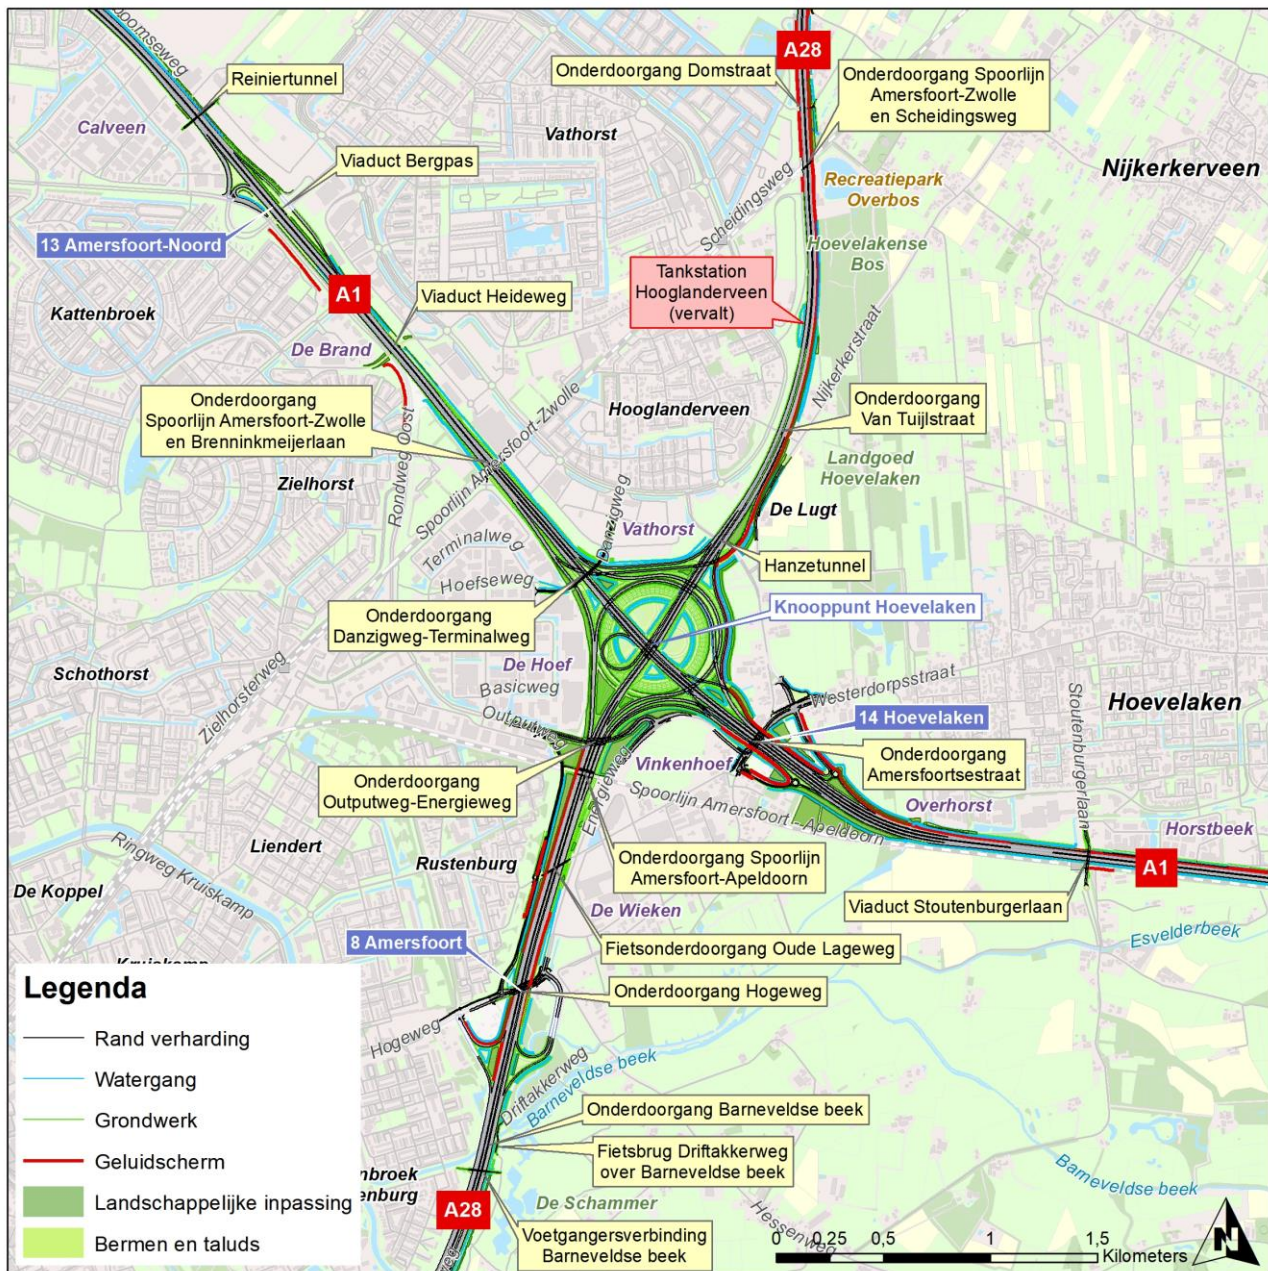 A28
Onderdoorgang Domstraat
Onderdoorgang Spoorlijn
Amersfoort-Zwolle
en Scheidingsweg
Reiniertunnel
Calveen
Vathorst
Nijkerkerveen
Viaduct Bergpas
Scheidingsweg
Recreatiepark
Overbos
13 Amersfoort-Noord
Hoevelakense
Bos
Tankstation
Hooglanderveen
(vervalt)
A1
Viaduct Heideweg
Kattenbroek
De Brand
Nijkerkerstraat
Onderdoorgang
Spoorlijn Amersfoort-Zwolle
en Brenninkmeijerlaan
Hooglanderveen
Onderdoorgang
Van Tuijlstraat
Rondweg Oost
Spoorlijn Amersfoort-Zwolle
Landgoed
Hoevelaken
Zielhorst
De Lugt
Vathorst
Danzigweg
Terminalweg
Hoefseweg
Hanzetunnel
Onderdoorgang
Danzigweg-Terminalweg
Knooppunt Hoevelaken
De Hoef
Basicweg
Schothorst
Zielhorsterweg
Westerdorpsstraat
Stoutenburgerlaan
Hoevelaken
Outputweg
14 Hoevelaken
Energieweg
Vinkenhoef
Onderdoorgang
Amersfoortsestraat
Onderdoorgang
Outputweg-Energieweg
Spoorlijn Amersfoort - Apeldoorn
Overhorst
Horstbeek
Ringweg Kruiskamp
Liendert
Rustenburg
Onderdoorgang Spoorlijn
Amersfoort-Apeldoorn
A1
De Koppel
De Wieken
Viaduct Stoutenburgerlaan
8 Amersfoort
Fietsonderdoorgang Oude Lageweg
Esvelderbeek
Kruiskamp
Onderdoorgang Hogeweg
Hogeweg
Driftakkerweg
Barneveldse beek
Onderdoorgang Barneveldse beek
Fietsbrug Driftakkerweg
over Barneveldse beek
Barneveldse beek
nbroek
enburg
A28
De Schammer
Hessenweg
Voetgangersverbinding
Barneveldse beek
Legenda
Rand verharding
Watergang
Grondwerk
Geluidscherm
Landschappelijke inpassing
Bermen en taluds
0 0,25 0,5 1 1,5
Kilometers
N